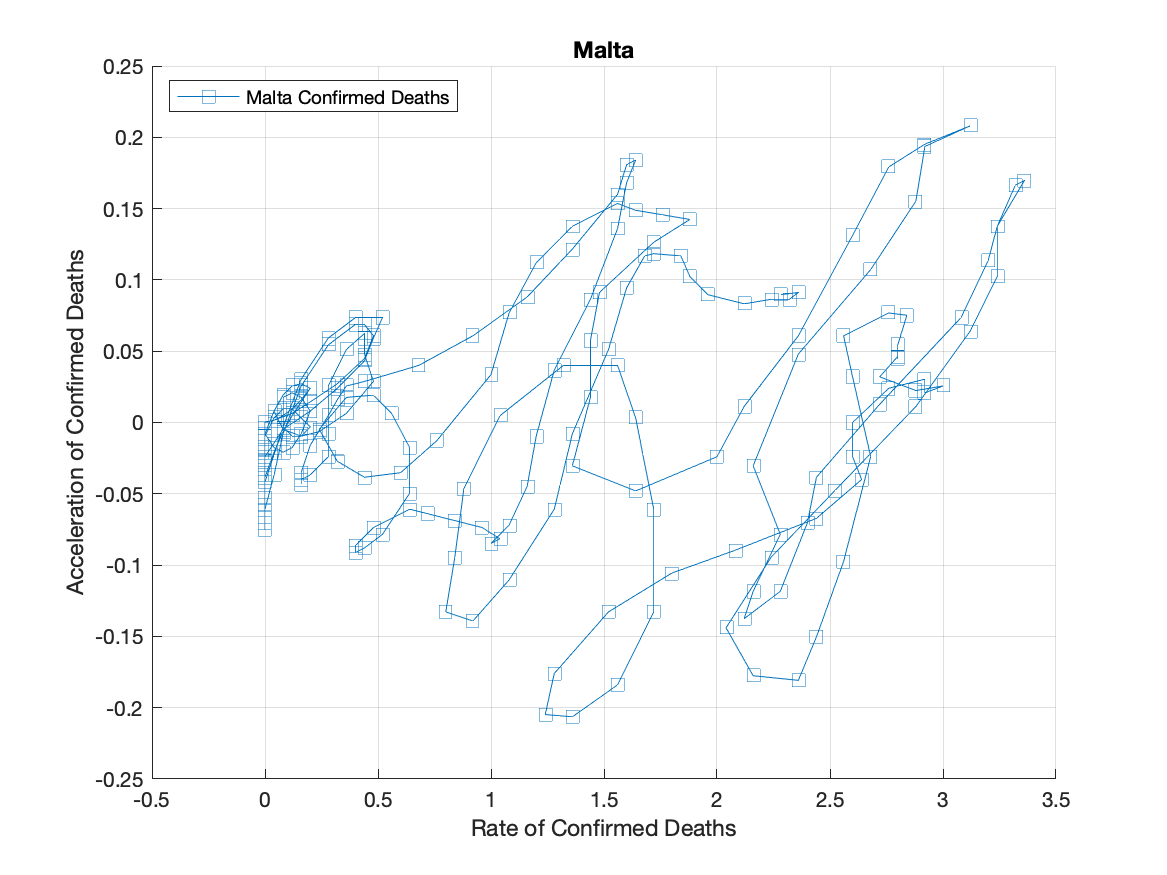 Malta
Malta Confirmed Deaths
0.25
0.2
0.15
0.1
0.05
0
-0.05
-0.1
-0.15
-0.2
-0.25
Acceleration of Confirmed Deaths
-0.5 0 0.5 1 1.5 2 2.5 3 3.5
Rate of Confirmed Deaths